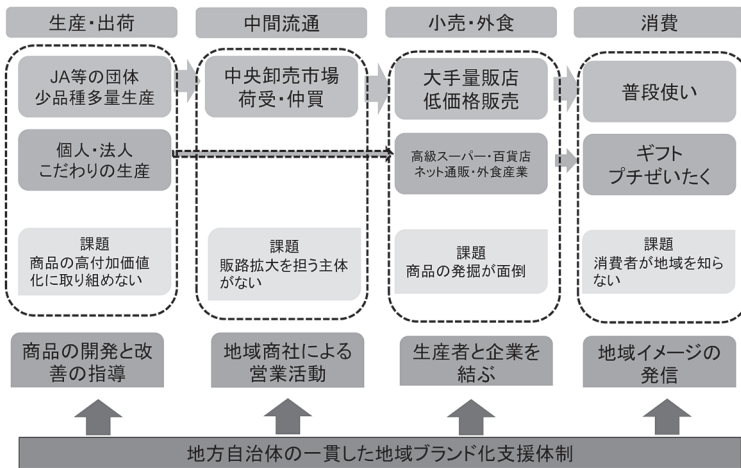 生産・出荷
中間流通
小売・外食
消費
JA等の団体
少品種多量生産
中央卸売市場
荷受・仲買
大手量販店
低価格販売
普段使い
個人・法人
こだわりの生産
高級スーパー・百貨店
ネット通販・外食産業
ギフト
プチぜいたく
課題
商品の高付加価値
化に取り組めない
課題
販路拡大を担う主体
がない
課題
商品の発掘が面倒
課題
消費者が地域を知ら
ない
商品の開発と改
善の指導
地域商社による
営業活動
生産者と企業を
結ぶ
地域イメージの
発信
地方自治体の一貫した地域ブランド化支援体制